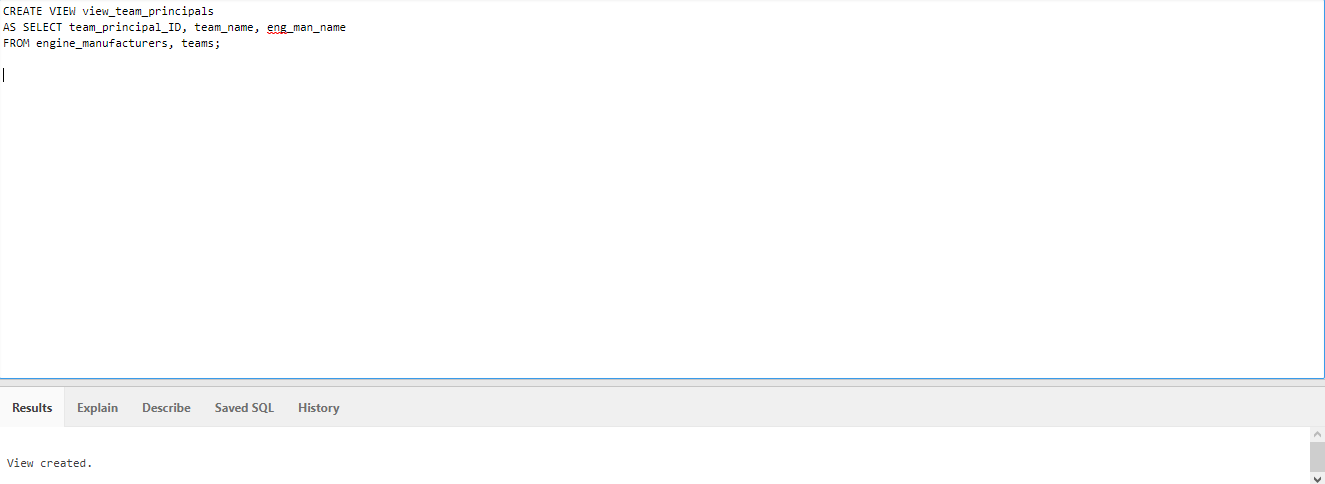 CREATE VIEW view_team_principals
AS SELECT team_principal_ID, team_name, eng_man_name
FROM engine_manufacturers, teams;
Results Explain Describe Saved SQL History
View created.